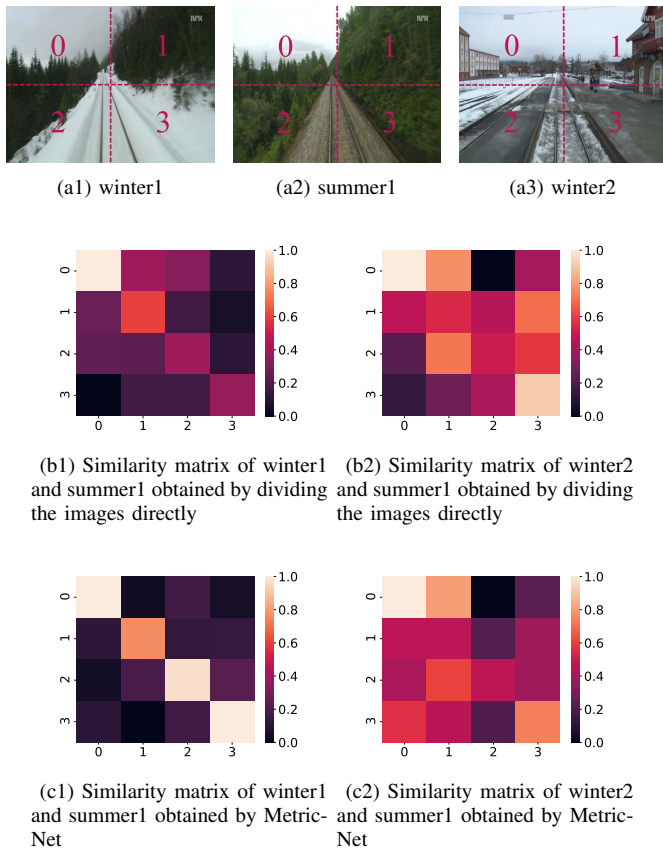 0 1 NRK
2 3
0 1 NRK
2 3
0 1 NRK
2 3
(a1) winter1 (a2) summer1 (a3) winter2
1.0
0.8
0.6
0.4
0.2
0.0
0
1
2
3
0 1 2 3
1.0
0.8
0.6
0.4
0.2
0.0
0
1
2
3
0 1 2 3
(b1) Similarity matrix of winter1
and summer1 obtained by dividing
the images directly
(b2) Similarity matrix of winter2
and summer1 obtained by dividing
the images directly
1.0
0.8
0.6
0.4
0.2
0.0
0
1
2
3
0 1 2 3
1.0
0.8
0.6
0.4
0.2
0.0
0
1
2
3
0 1 2 3
(c1) Similarity matrix of winter1
and summer1 obtained by Metric-
Net
(c2) Similarity matrix of winter2
and summer1 obtained by Metric-
Net